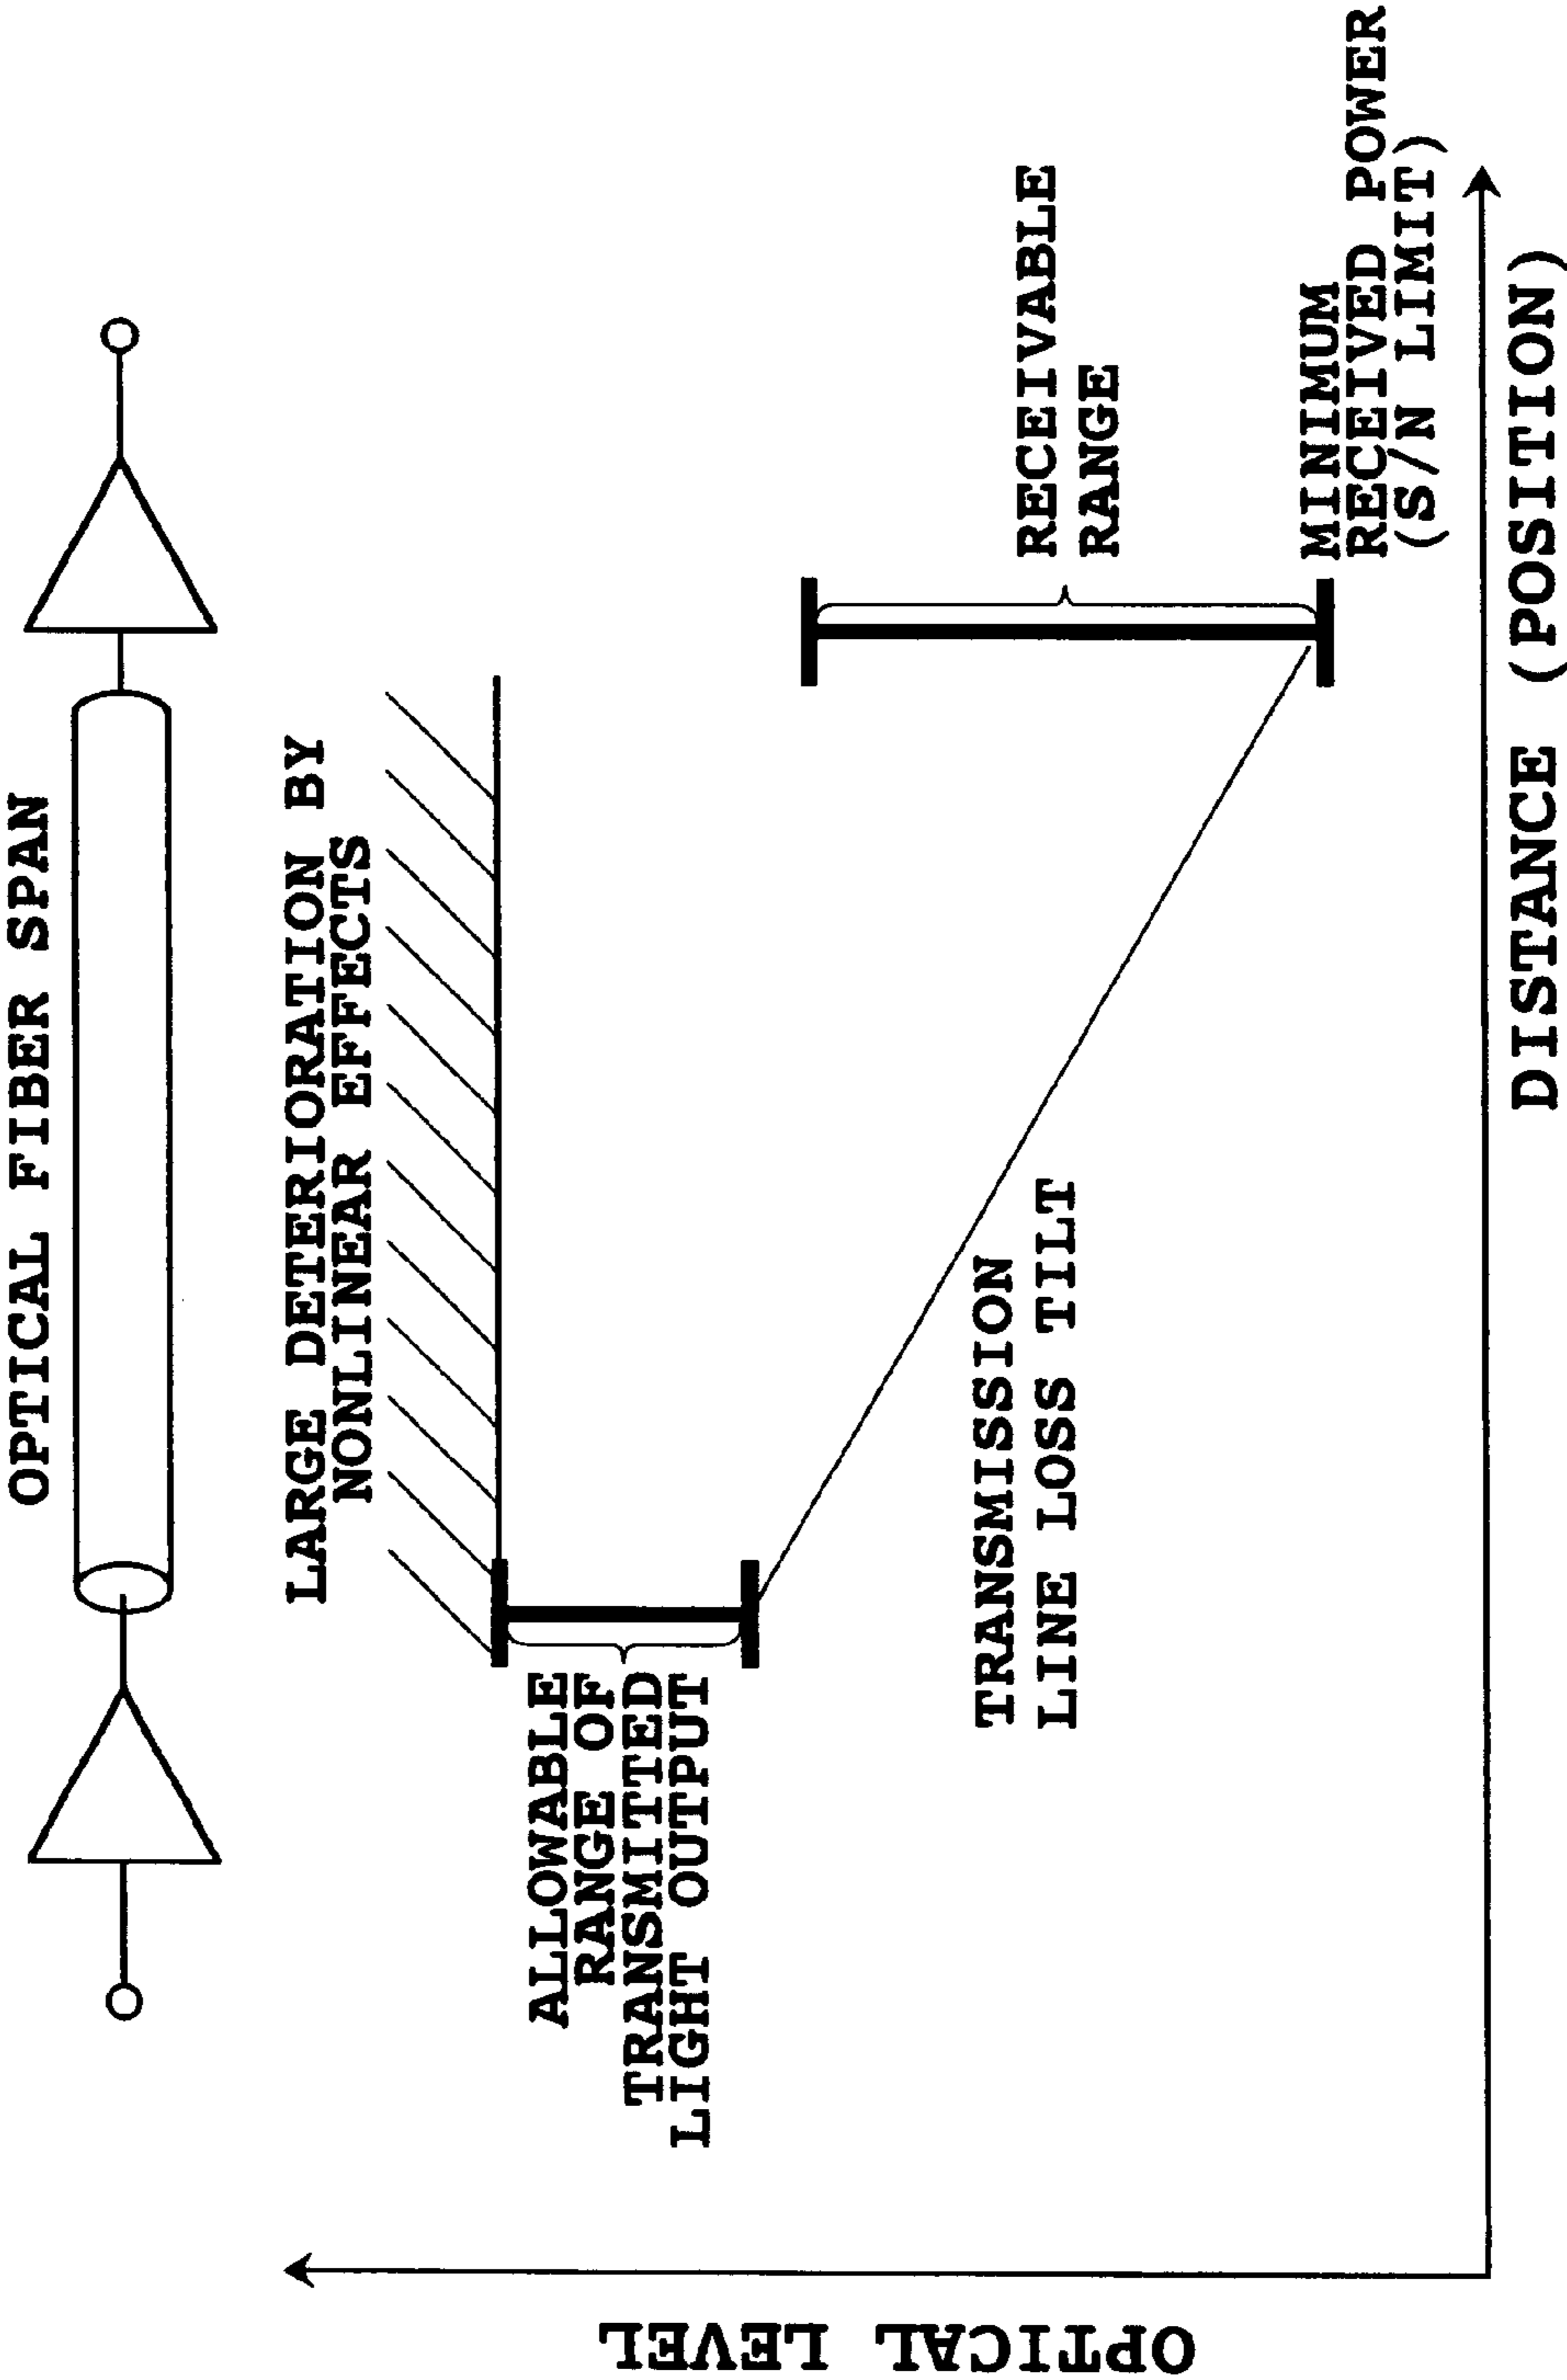 OPTICAL FIBER SPAN
LARGE DETERIORATION BY
NONLINEAR EFFECTS
ALLOWABLE
RANGE OF
TRANSMITTED
LIGHT OUTPUT
RECEIVABLE
RANGE
TRANSMISSION
LINE LOSS TILT
MINIMUM
RECEIVED POWER
(S/N LIMIT)
OPTICAL LEVEL
DISTANCE (POSITION)